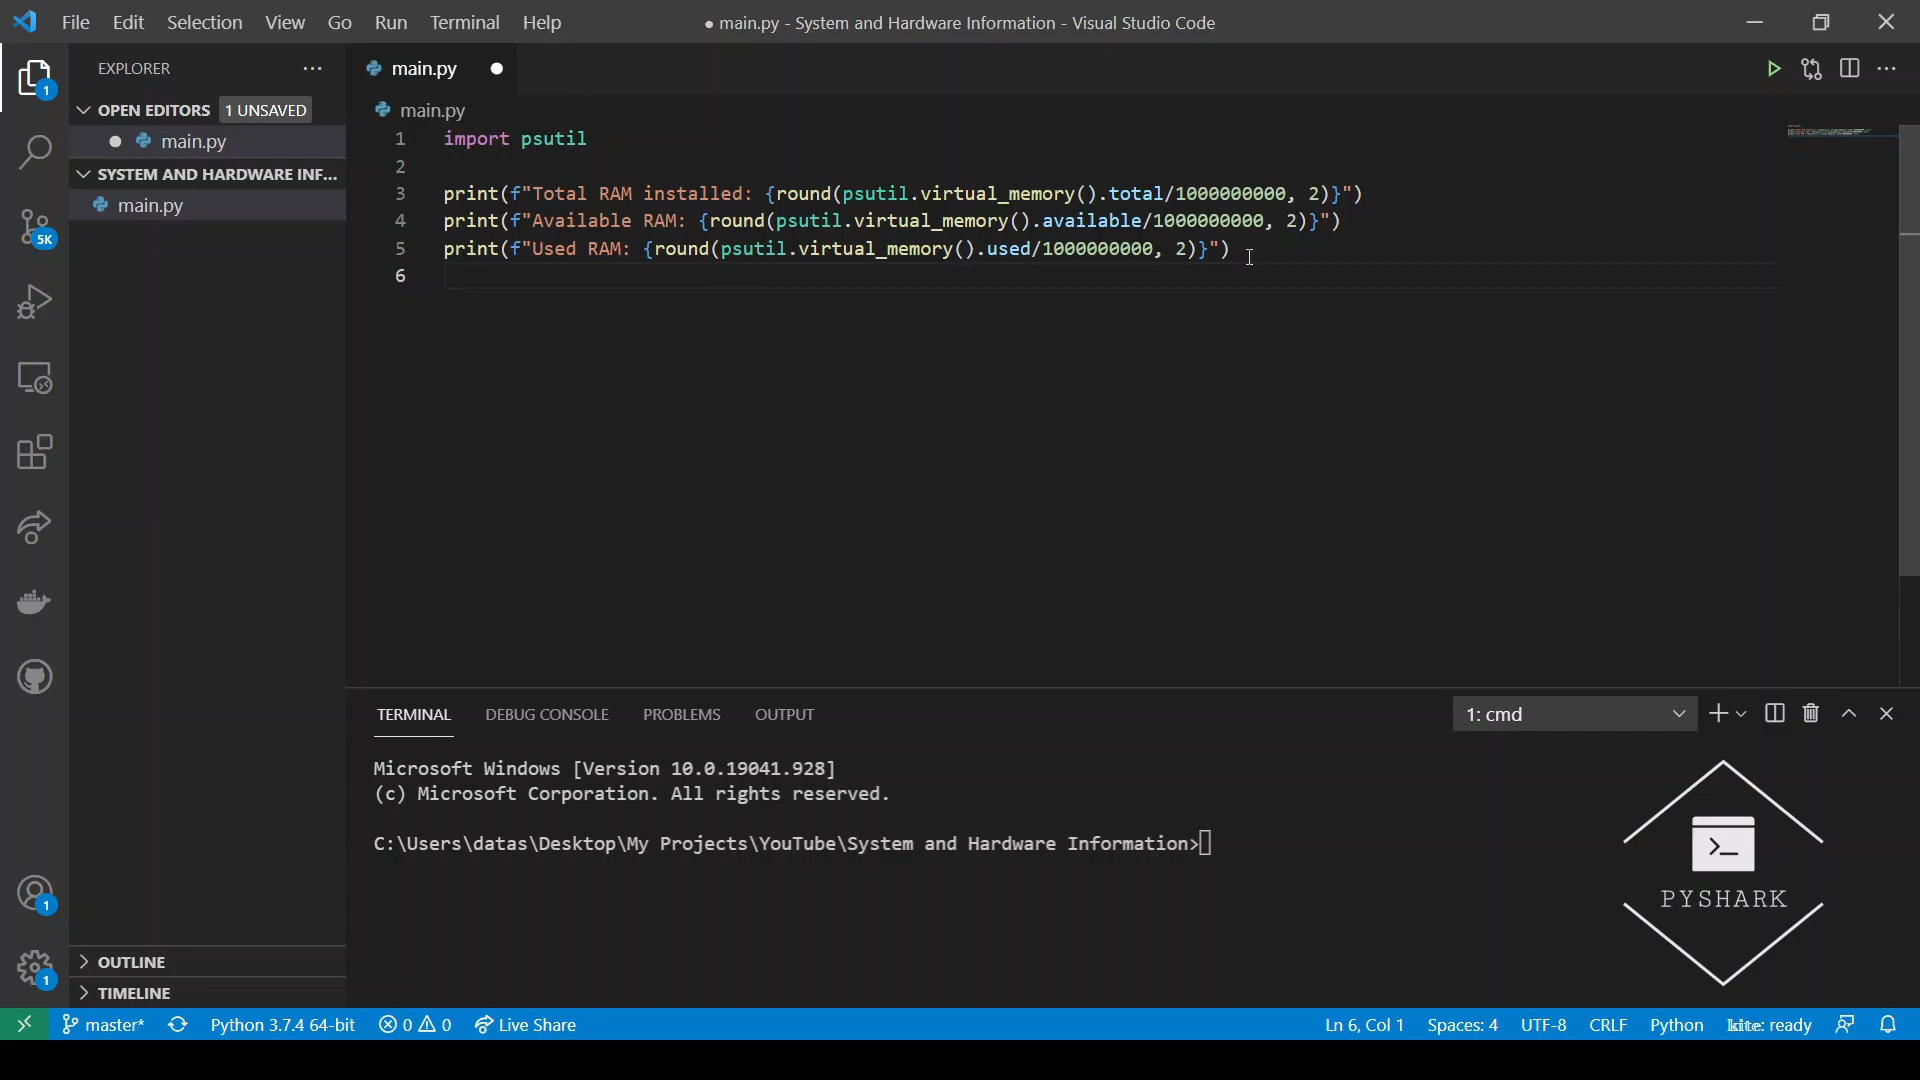 File Edit Selection View Go Run Terminal Help
● main.py - System and Hardware Information - Visual Studio Code
EXPLORER
main.py
OPEN EDITORS 1 UNSAVED
main.py
main.py
SYSTEM AND HARDWARE INF...
main.py
1 import psutil
2
3 print(f"Total RAM installed: {round(psutil.virtual_memory().total/1000000000, 2)}")
4 print(f"Available RAM: {round(psutil.virtual_memory().available/1000000000, 2)}")
5 print(f"Used RAM: {round(psutil.virtual_memory().used/1000000000, 2)}")
6
1
5K
TERMINAL DEBUG CONSOLE PROBLEMS OUTPUT
1: cmd
Microsoft Windows [Version 10.0.19041.928]
(c) Microsoft Corporation. All rights reserved.
C:\Users\datas\Desktop\My Projects\YouTube\System and Hardware Information>
PYSHARK
1
1
OUTLINE
TIMELINE
master* Python 3.7.4 64-bit 0 0 Live Share
Ln 6, Col 1 Spaces: 4 UTF-8 CRLF Python kite: ready